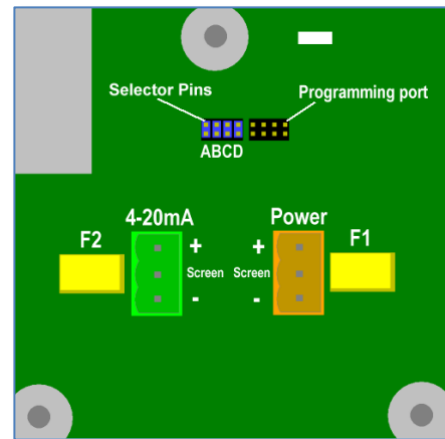 Selector Pins
Programming port
ABCD
4-20mA
Power
F2
F1
+
+
Screen
Screen
-
-